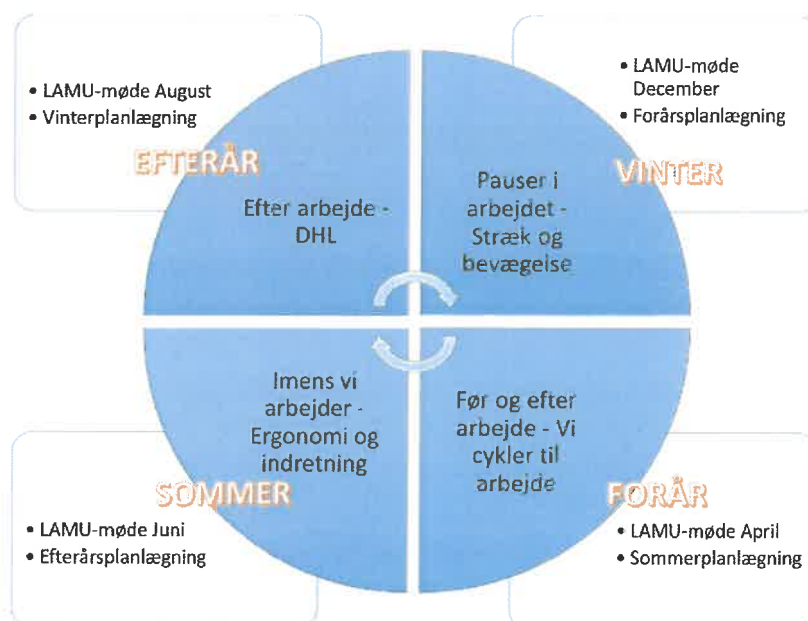 • LAMU-møde August
• Vinterplanlægning
EFTERÅR
Efter arbejde -
DHL
• LAMU-møde
December
• Forårsplanlægning
VINTER
Pauser i
arbejdet -
Stræk og
bevægelse
Imens vi
arbejder -
Ergonomi og
indretning
SOMMER
• LAMU-møde Juni
• Efterårsplanlægning
Før og efter
arbejde - Vi
cykler til
arbejde
FORÅR
• LAMU-møde April
• Sommerplanlægning